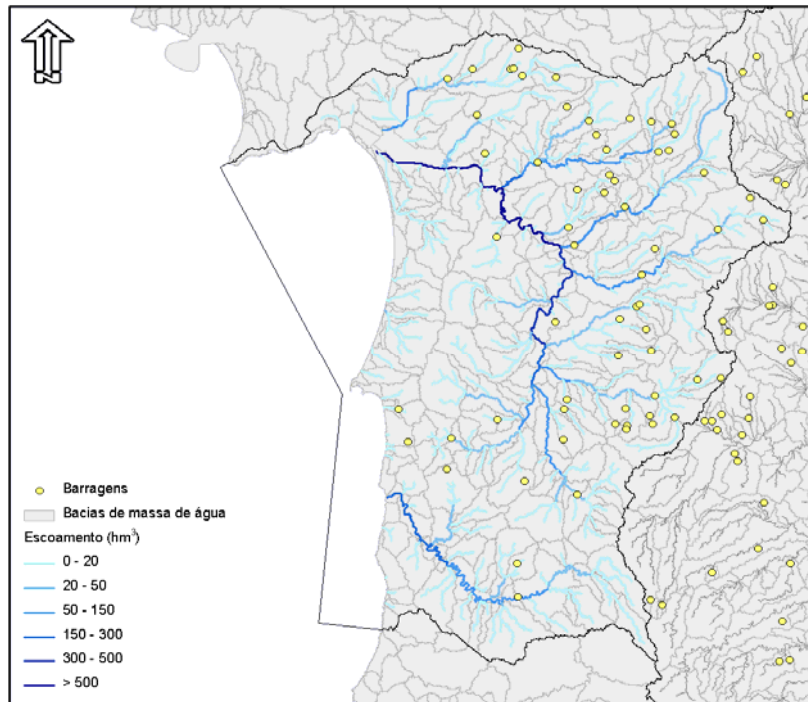 N
Barragens
Bacias de massa de água
Escoamento (hm³)
0 - 20
20 - 50
50 - 150
150 - 300
300 - 500
> 500